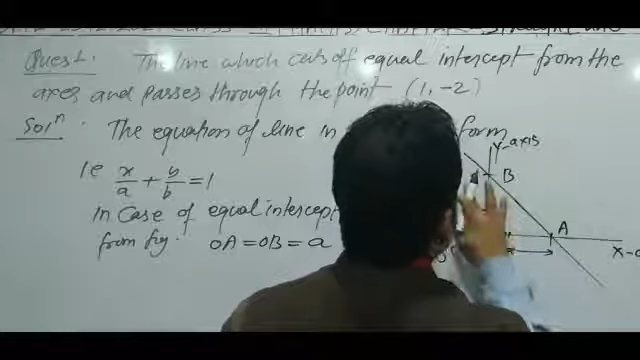 Quest. The line which cuts off equal intercept from the
axes and passes through the point (1, -2)
Solⁿ. The equation of line in form
Y-axis
ie x/a + y/b = 1
B
in case of equal intercept
A
from fig. OA = OB = a